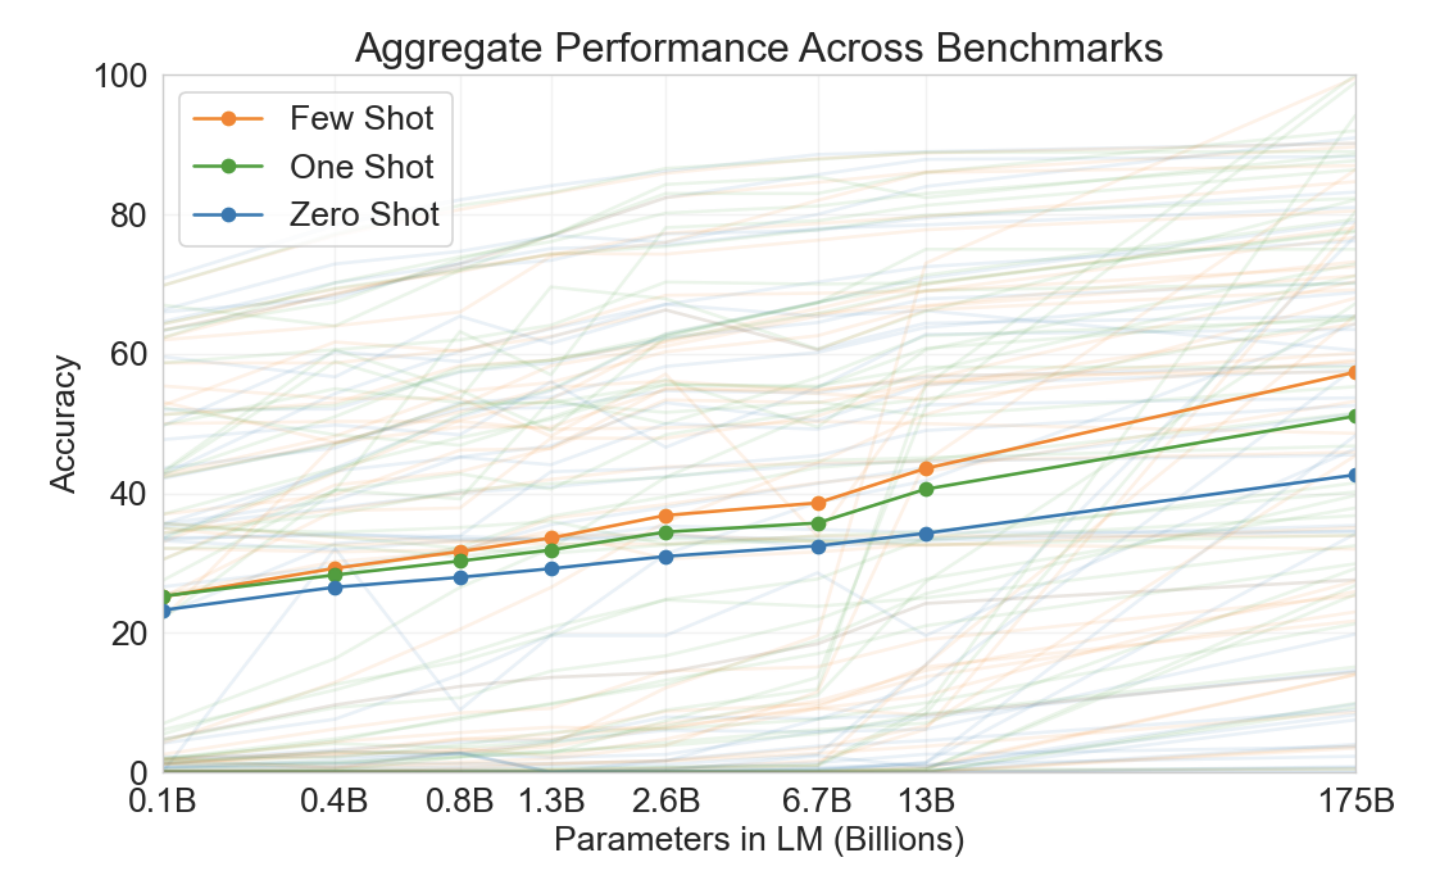 Aggregate Performance Across Benchmarks
100
80
60
40
20
0
Accuracy
Few Shot
One Shot
Zero Shot
0.1B 0.4B 0.8B 1.3B 2.6B 6.7B 13B 175B
Parameters in LM (Billions)